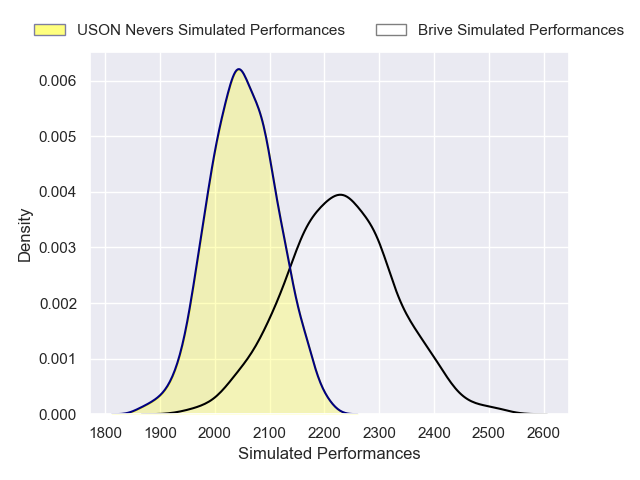 USON Nevers Simulated Performances
Brive Simulated Performances
0.006
0.005
0.004
0.003
0.002
0.001
0.000
Density
1800 1900 2000 2100 2200 2300 2400 2500 2600
Simulated Performances